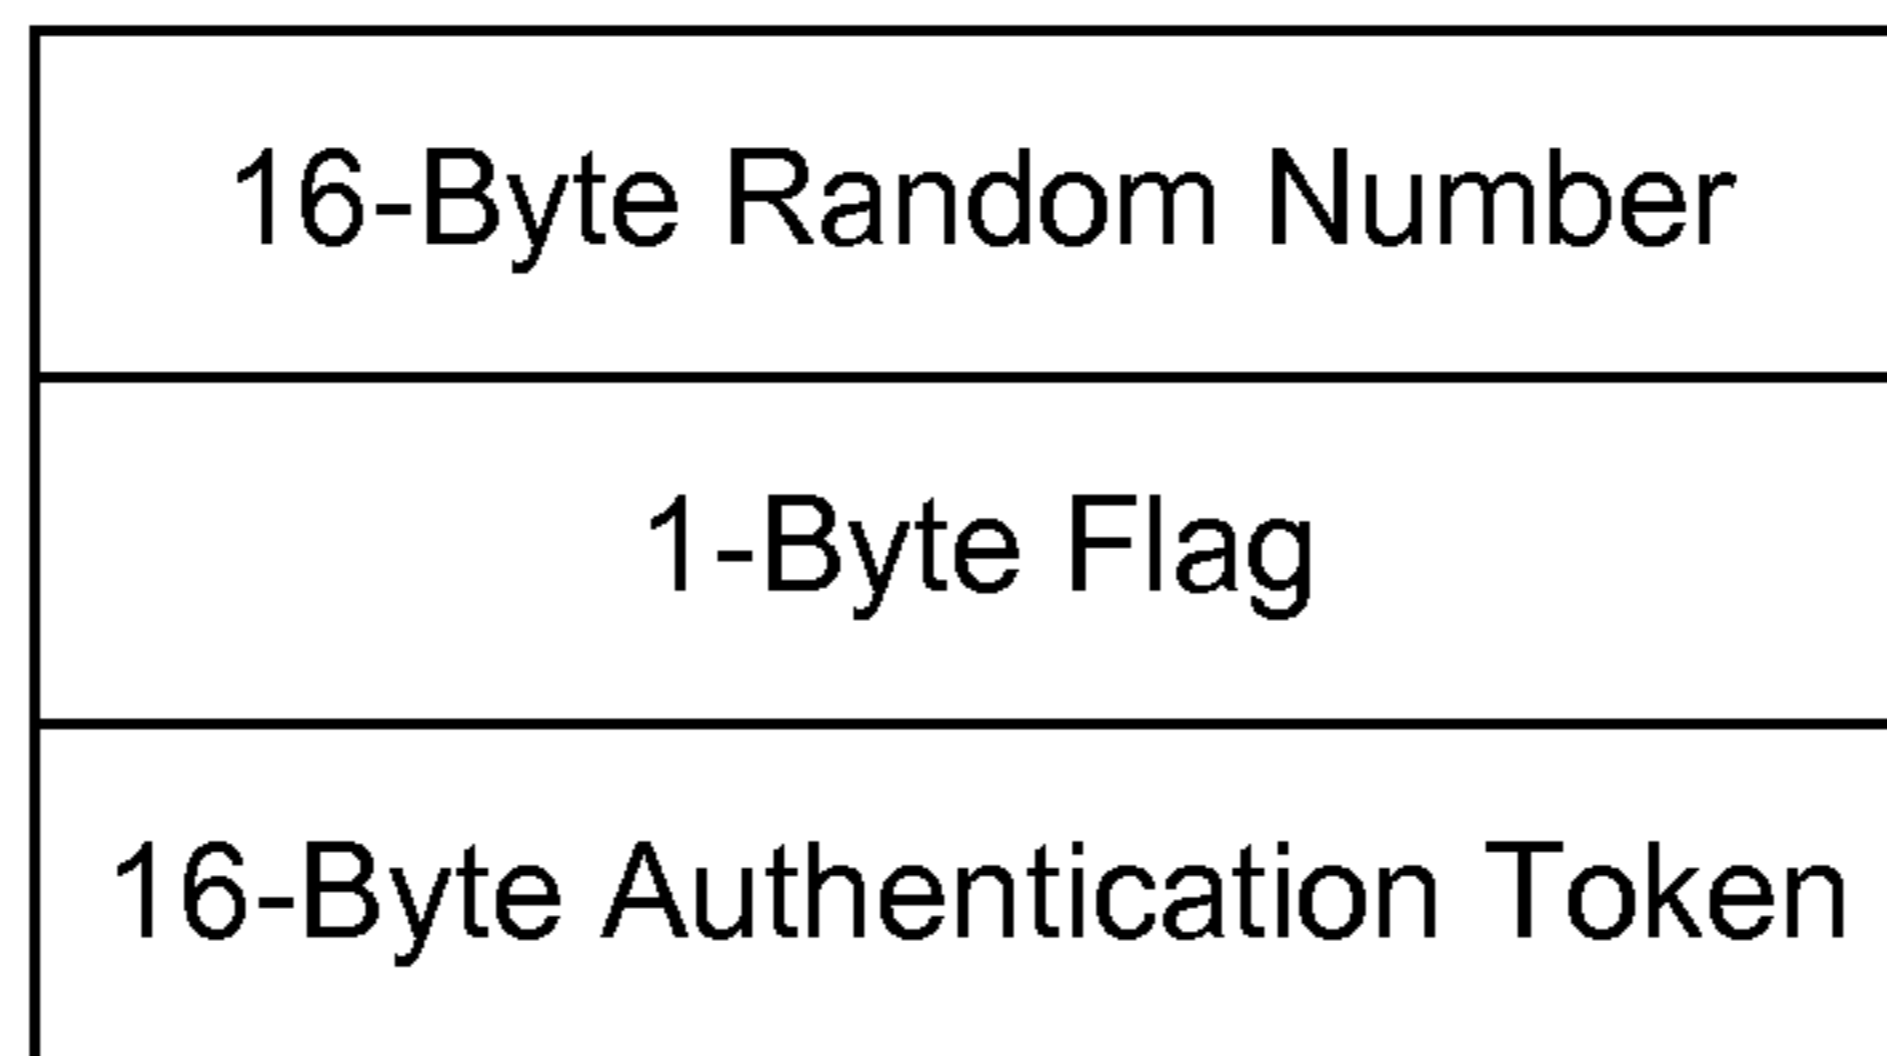 16-Byte Random Number
1-Byte Flag
16-Byte Authentication Token